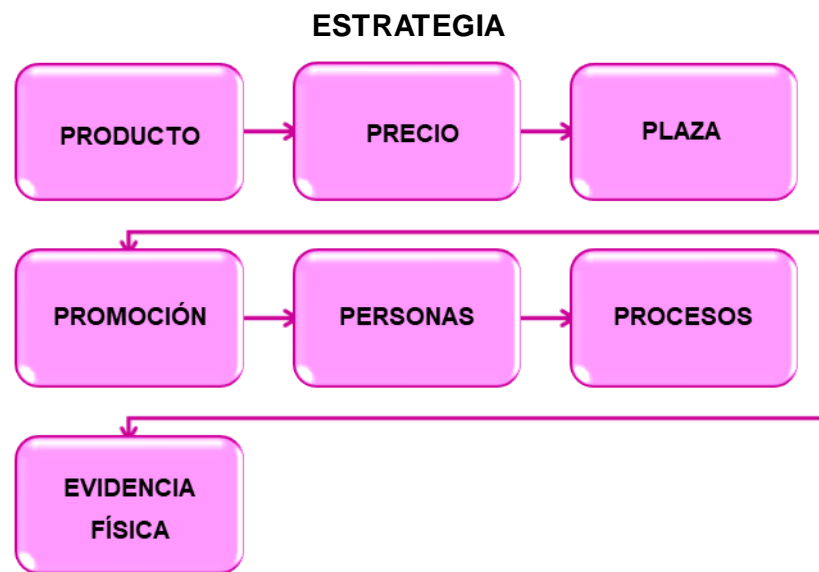 ESTRATEGIA
PRODUCTO
PRECIO
PLAZA
PROMOCIÓN
PERSONAS
PROCESOS
EVIDENCIA
FÍSICA